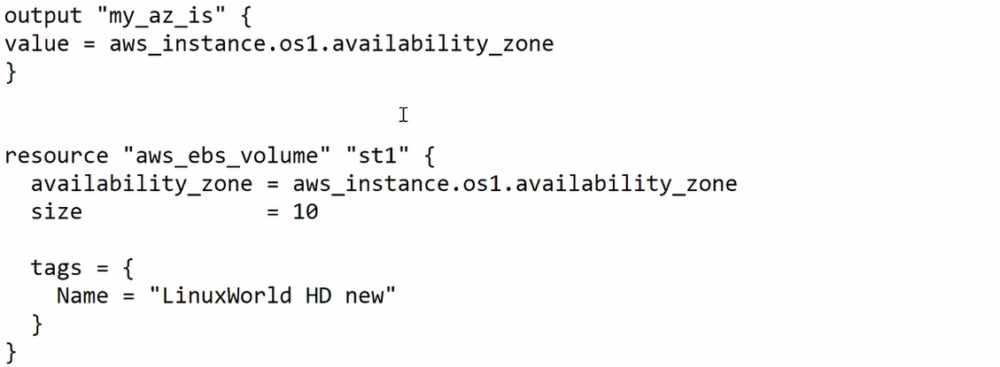 output "my_az_is" {
value = aws_instance.os1.availability_zone
}
resource "aws_ebs_volume" "st1" {
  availability_zone = aws_instance.os1.availability_zone
  size              = 10
  tags = {
    Name = "LinuxWorld HD new"
  }
}